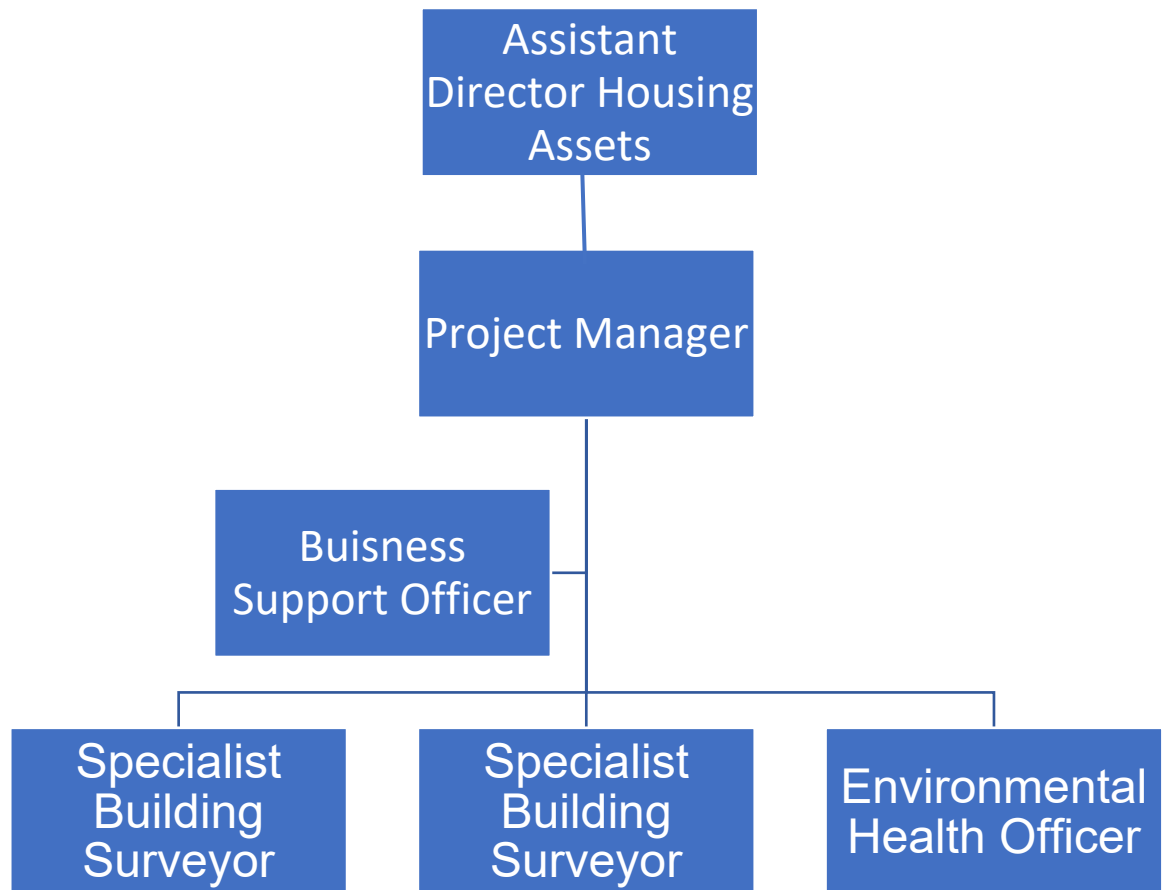 Assistant
Director Housing
Assets
Project Manager
Buisness
Support Officer
Specialist
Building
Surveyor
Specialist
Building
Surveyor
Environmental
Health Officer